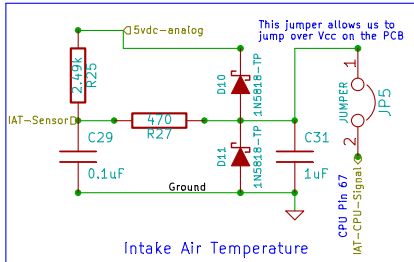 This jumper allows us to
jump over Vcc on the PCB
5vdc-analog
2.49k
R25
D10
1N5818-TP
1
JUMPER
JP5
IAT-Sensor
470
R27
C29
0.1uF
D11
1N5818-TP
C31
1uF
2
Ground
CPU Pin 67
IAT-CPU-Signal
Intake Air Temperature